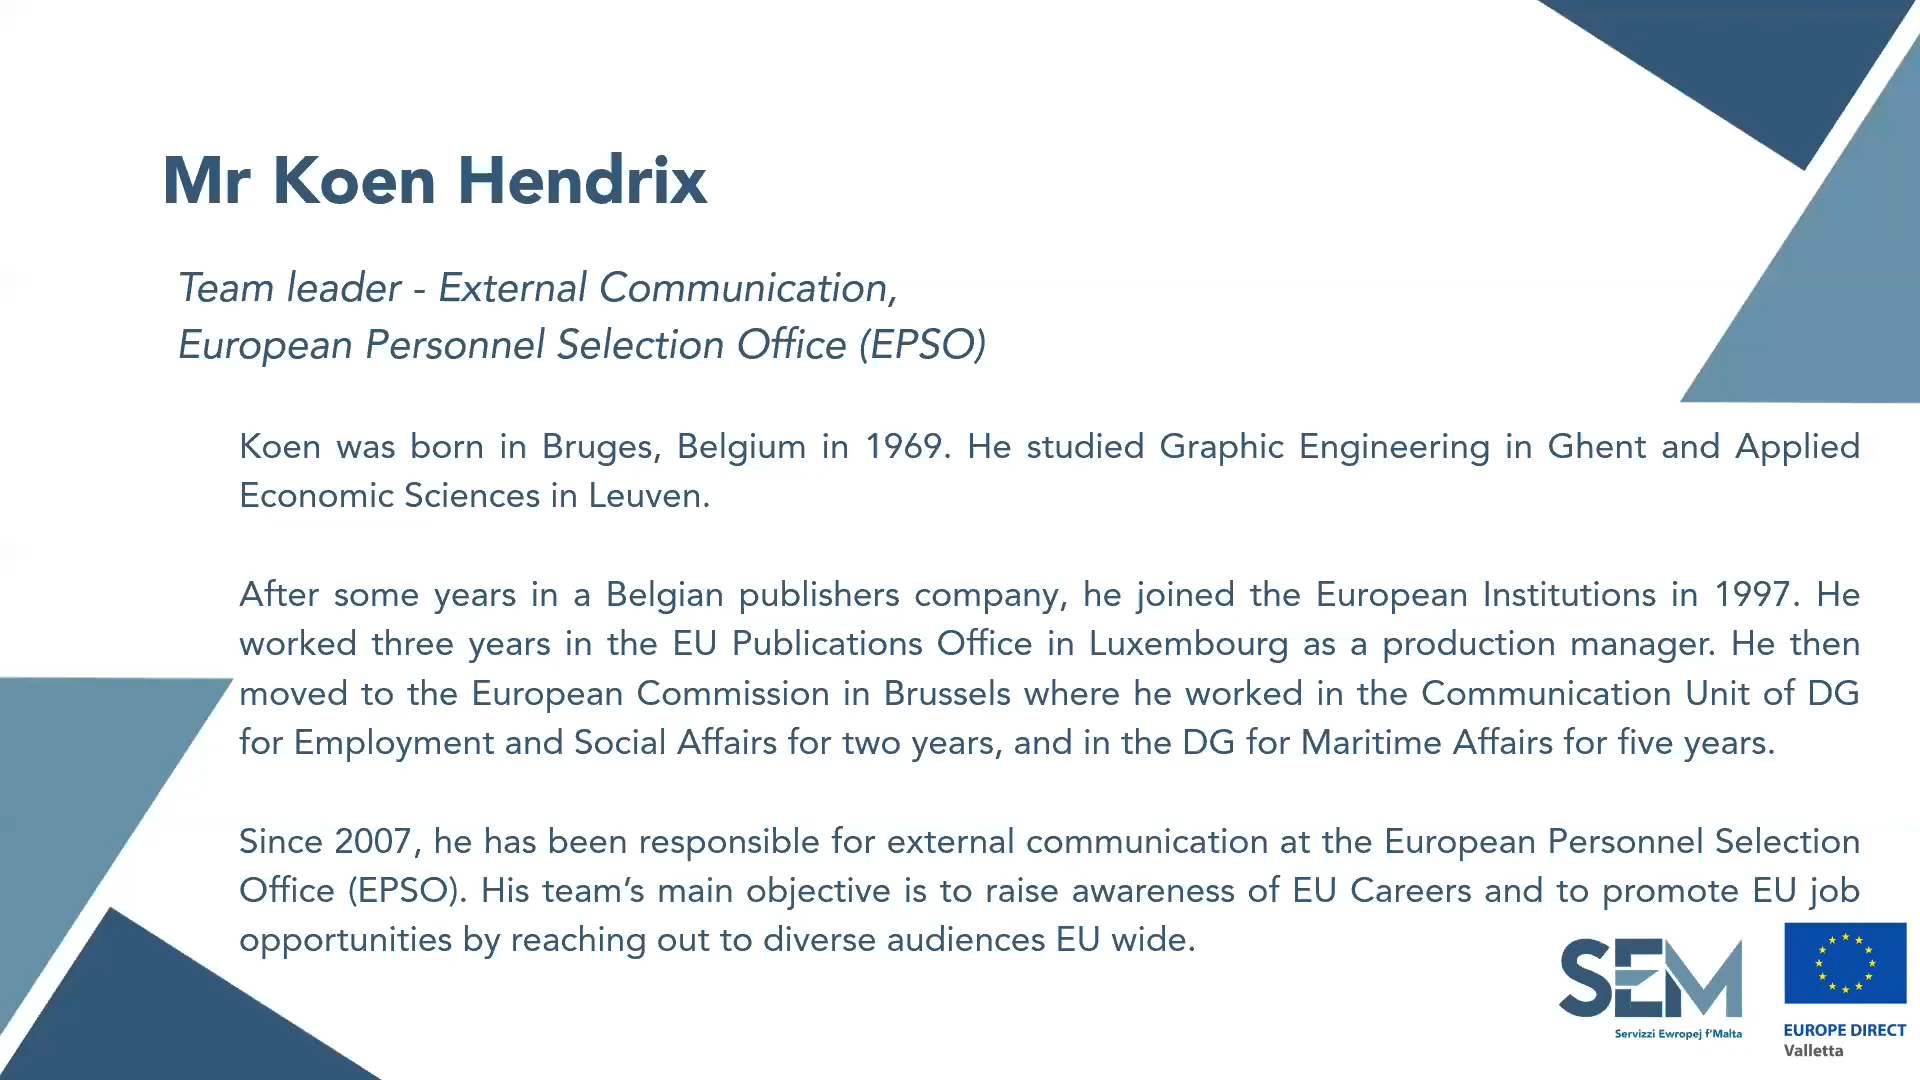 Mr Koen Hendrix
Team leader - External Communication,
European Personnel Selection Office (EPSO)
Koen was born in Bruges, Belgium in 1969. He studied Graphic Engineering in Ghent and Applied
Economic Sciences in Leuven.
After some years in a Belgian publishers company, he joined the European Institutions in 1997. He
worked three years in the EU Publications Office in Luxembourg as a production manager. He then
moved to the European Commission in Brussels where he worked in the Communication Unit of DG
for Employment and Social Affairs for two years, and in the DG for Maritime Affairs for five years.
Since 2007, he has been responsible for external communication at the European Personnel Selection
Office (EPSO). His team’s main objective is to raise awareness of EU Careers and to promote EU job
opportunities by reaching out to diverse audiences EU wide.
SEM
Servizzi Ewropej f’Malta
EUROPE DIRECT
Valletta